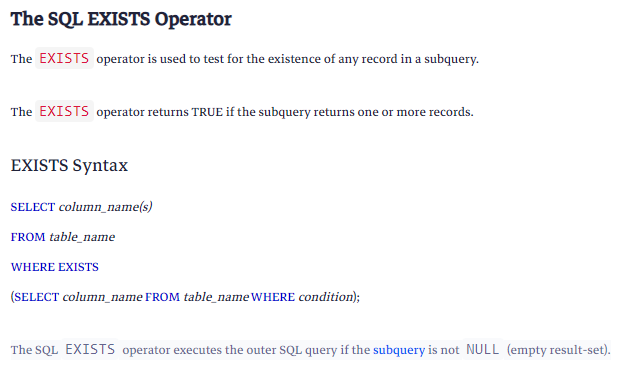 The SQL EXISTS Operator
The EXISTS operator is used to test for the existence of any record in a subquery.
The EXISTS operator returns TRUE if the subquery returns one or more records.
EXISTS Syntax
SELECT column_name(s)
FROM table_name
WHERE EXISTS
(SELECT column_name FROM table_name WHERE condition);
The SQL EXISTS operator executes the outer SQL query if the subquery is not NULL (empty result-set).